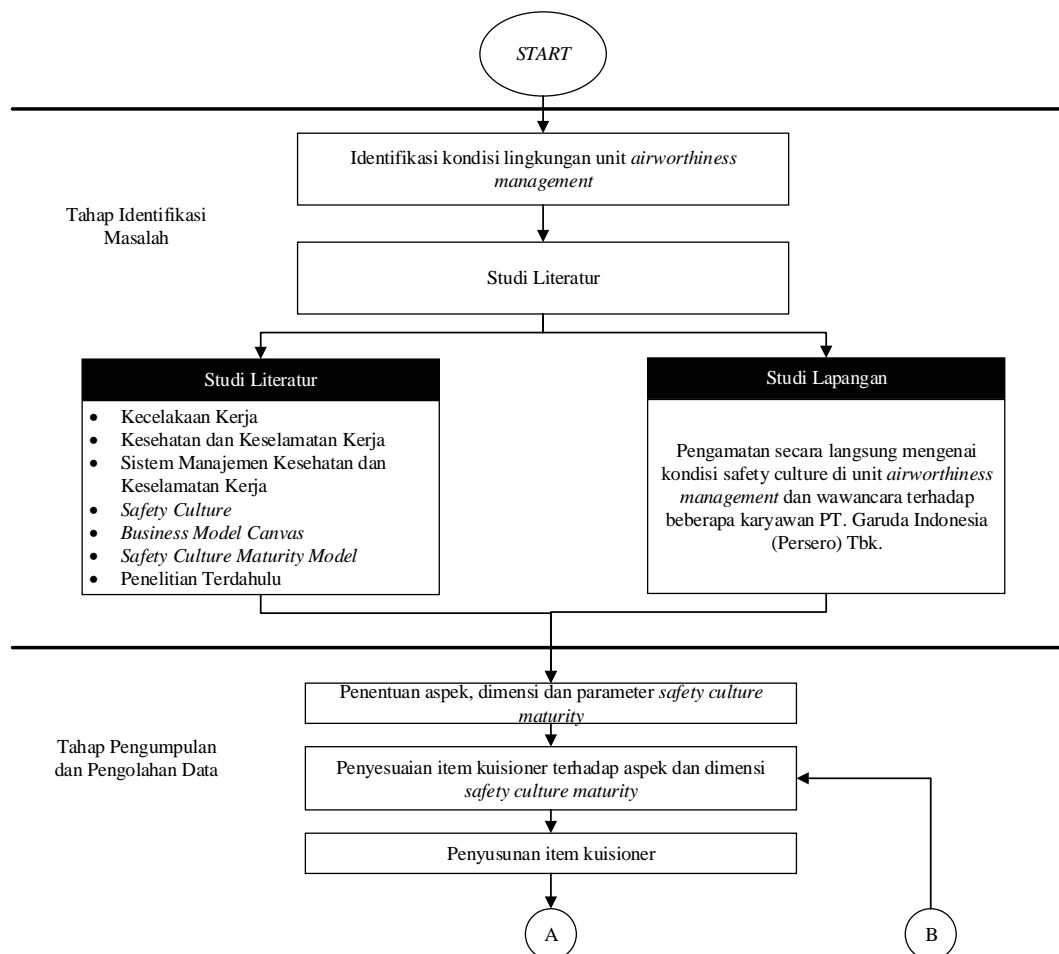 START
Identifikasi kondisi lingkungan unit airworthiness
management
Tahap Identifikasi
Masalah
Studi Literatur
Studi Literatur
• Kecelakaan Kerja
• Kesehatan dan Keselamatan Kerja
• Sistem Manajemen Kesehatan dan
Keselamatan Kerja
• Safety Culture
• Business Model Canvas
• Safety Culture Maturity Model
• Penelitian Terdahulu
Studi Lapangan
Pengamatan secara langsung mengenai
kondisi safety culture di unit airworthiness
management dan wawancara terhadap
beberapa karyawan PT. Garuda Indonesia
(Persero) Tbk.
Penentuan aspek, dimensi dan parameter safety culture
maturity
Tahap Pengumpulan
dan Pengolahan Data
Penyesuaian item kuisioner terhadap aspek dan dimensi
safety culture maturity
Penyusunan item kuisioner
A
B